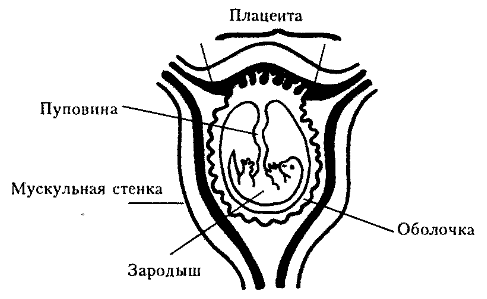 Плацента
Пуповина
Мускульная стенка
Оболочка
Зародыш